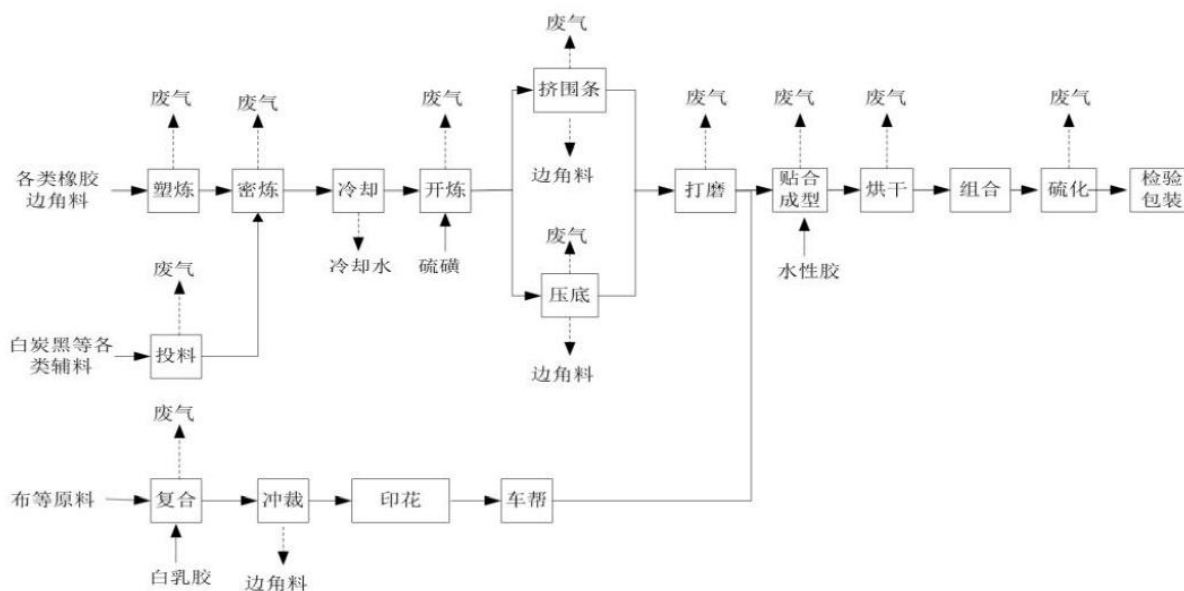 废气
挤围条
边角料
废气
废气
废气
废气
废气
废气
废气
各类橡胶
边角料
塑炼
密炼
冷却
开炼
打磨
贴合
成型
烘干
组合
硫化
检验
包装
冷却水
硫磺
水性胶
废气
压底
边角料
废气
白炭黑等各
类辅料
投料
废气
布等原料
复合
冲裁
印花
车帮
白乳胶
边角料